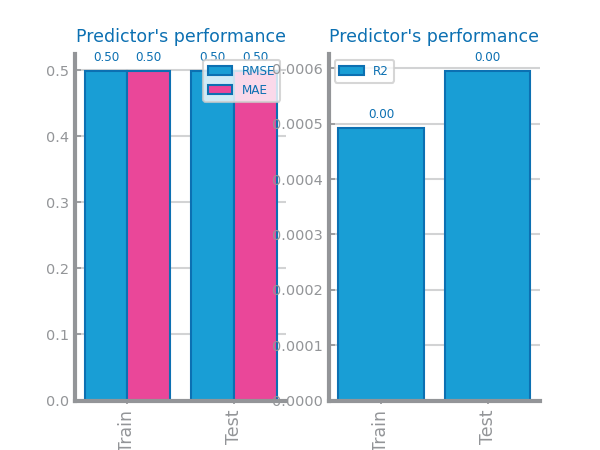 Predictor's performance
0.50 0.50 0.50 0.50
RMSE
MAE
0.5
0.4
0.3
0.2
0.1
0.0
Train
Test
Predictor's performance
0.00
0.00
R2
0.0006
0.0005
0.0004
0.0003
0.0002
0.0001
0.0000
Train
Test